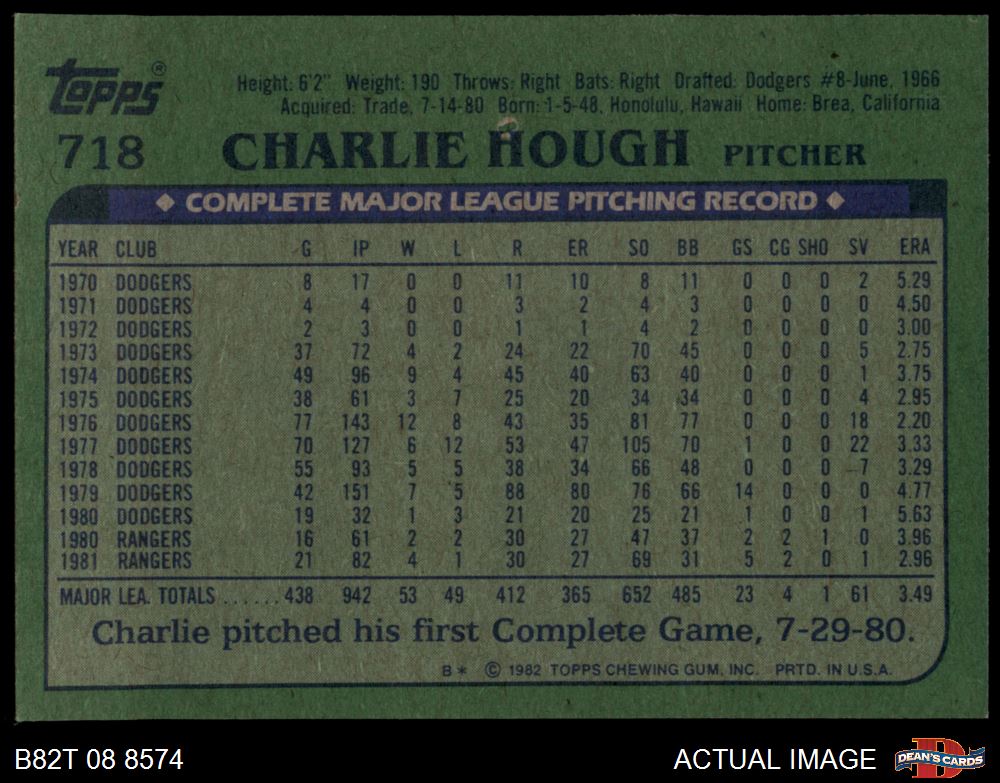 topps®
Height: 6'2" Weight: 190 Throws: Right Bats: Right Drafted: Dodgers #8-June, 1966
Acquired: Trade, 7-14-80 Born: 1-5-48, Honolulu, Hawaii Home: Brea, California
718 CHARLIE HOUGH PITCHER
◆ COMPLETE MAJOR LEAGUE PITCHING RECORD ◆
YEAR CLUB G IP W L R ER SO BB GS CG SHO SV ERA
1970 DODGERS 8 17 0 0 11 10 8 11 0 0 0 2 5.29
1971 DODGERS 4 4 0 0 3 2 4 3 0 0 0 0 4.50
1972 DODGERS 2 3 0 0 1 1 4 2 0 0 0 0 3.00
1973 DODGERS 37 72 4 2 24 22 70 45 0 0 0 5 2.75
1974 DODGERS 49 96 9 4 45 40 63 40 0 0 0 1 3.75
1975 DODGERS 38 61 3 7 25 20 34 34 0 0 0 4 2.95
1976 DODGERS 77 143 12 8 43 35 81 77 0 0 0 18 2.20
1977 DODGERS 70 127 6 12 53 47 105 70 1 0 0 22 3.33
1978 DODGERS 55 93 5 5 38 34 66 48 0 0 0 7 3.29
1979 DODGERS 42 151 7 5 88 80 76 66 14 0 0 0 4.77
1980 DODGERS 19 32 1 3 21 20 25 21 1 0 0 1 5.63
1980 RANGERS 16 61 2 2 30 27 47 37 2 2 1 0 3.96
1981 RANGERS 21 82 4 1 30 27 69 31 5 2 0 1 2.96
MAJOR LEA. TOTALS ......438 942 53 49 412 365 652 485 23 4 1 61 3.49
Charlie pitched his first Complete Game, 7-29-80.
B* © 1982 TOPPS CHEWING GUM, INC. PRTD. IN U.S.A.
B82T 08 8574 ACTUAL IMAGE D DEAN'S CARDS